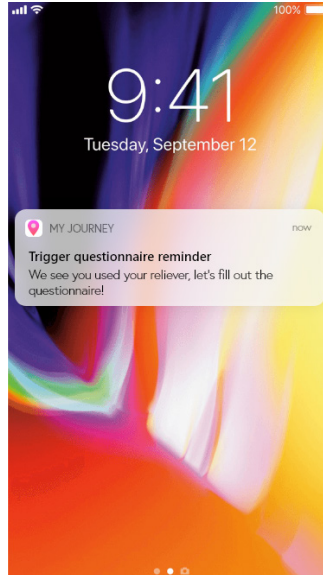 100%
9:41
Tuesday, September 12
MY JOURNEY now
Trigger questionnaire reminder
We see you used your reliever, let's fill out the
questionnaire!